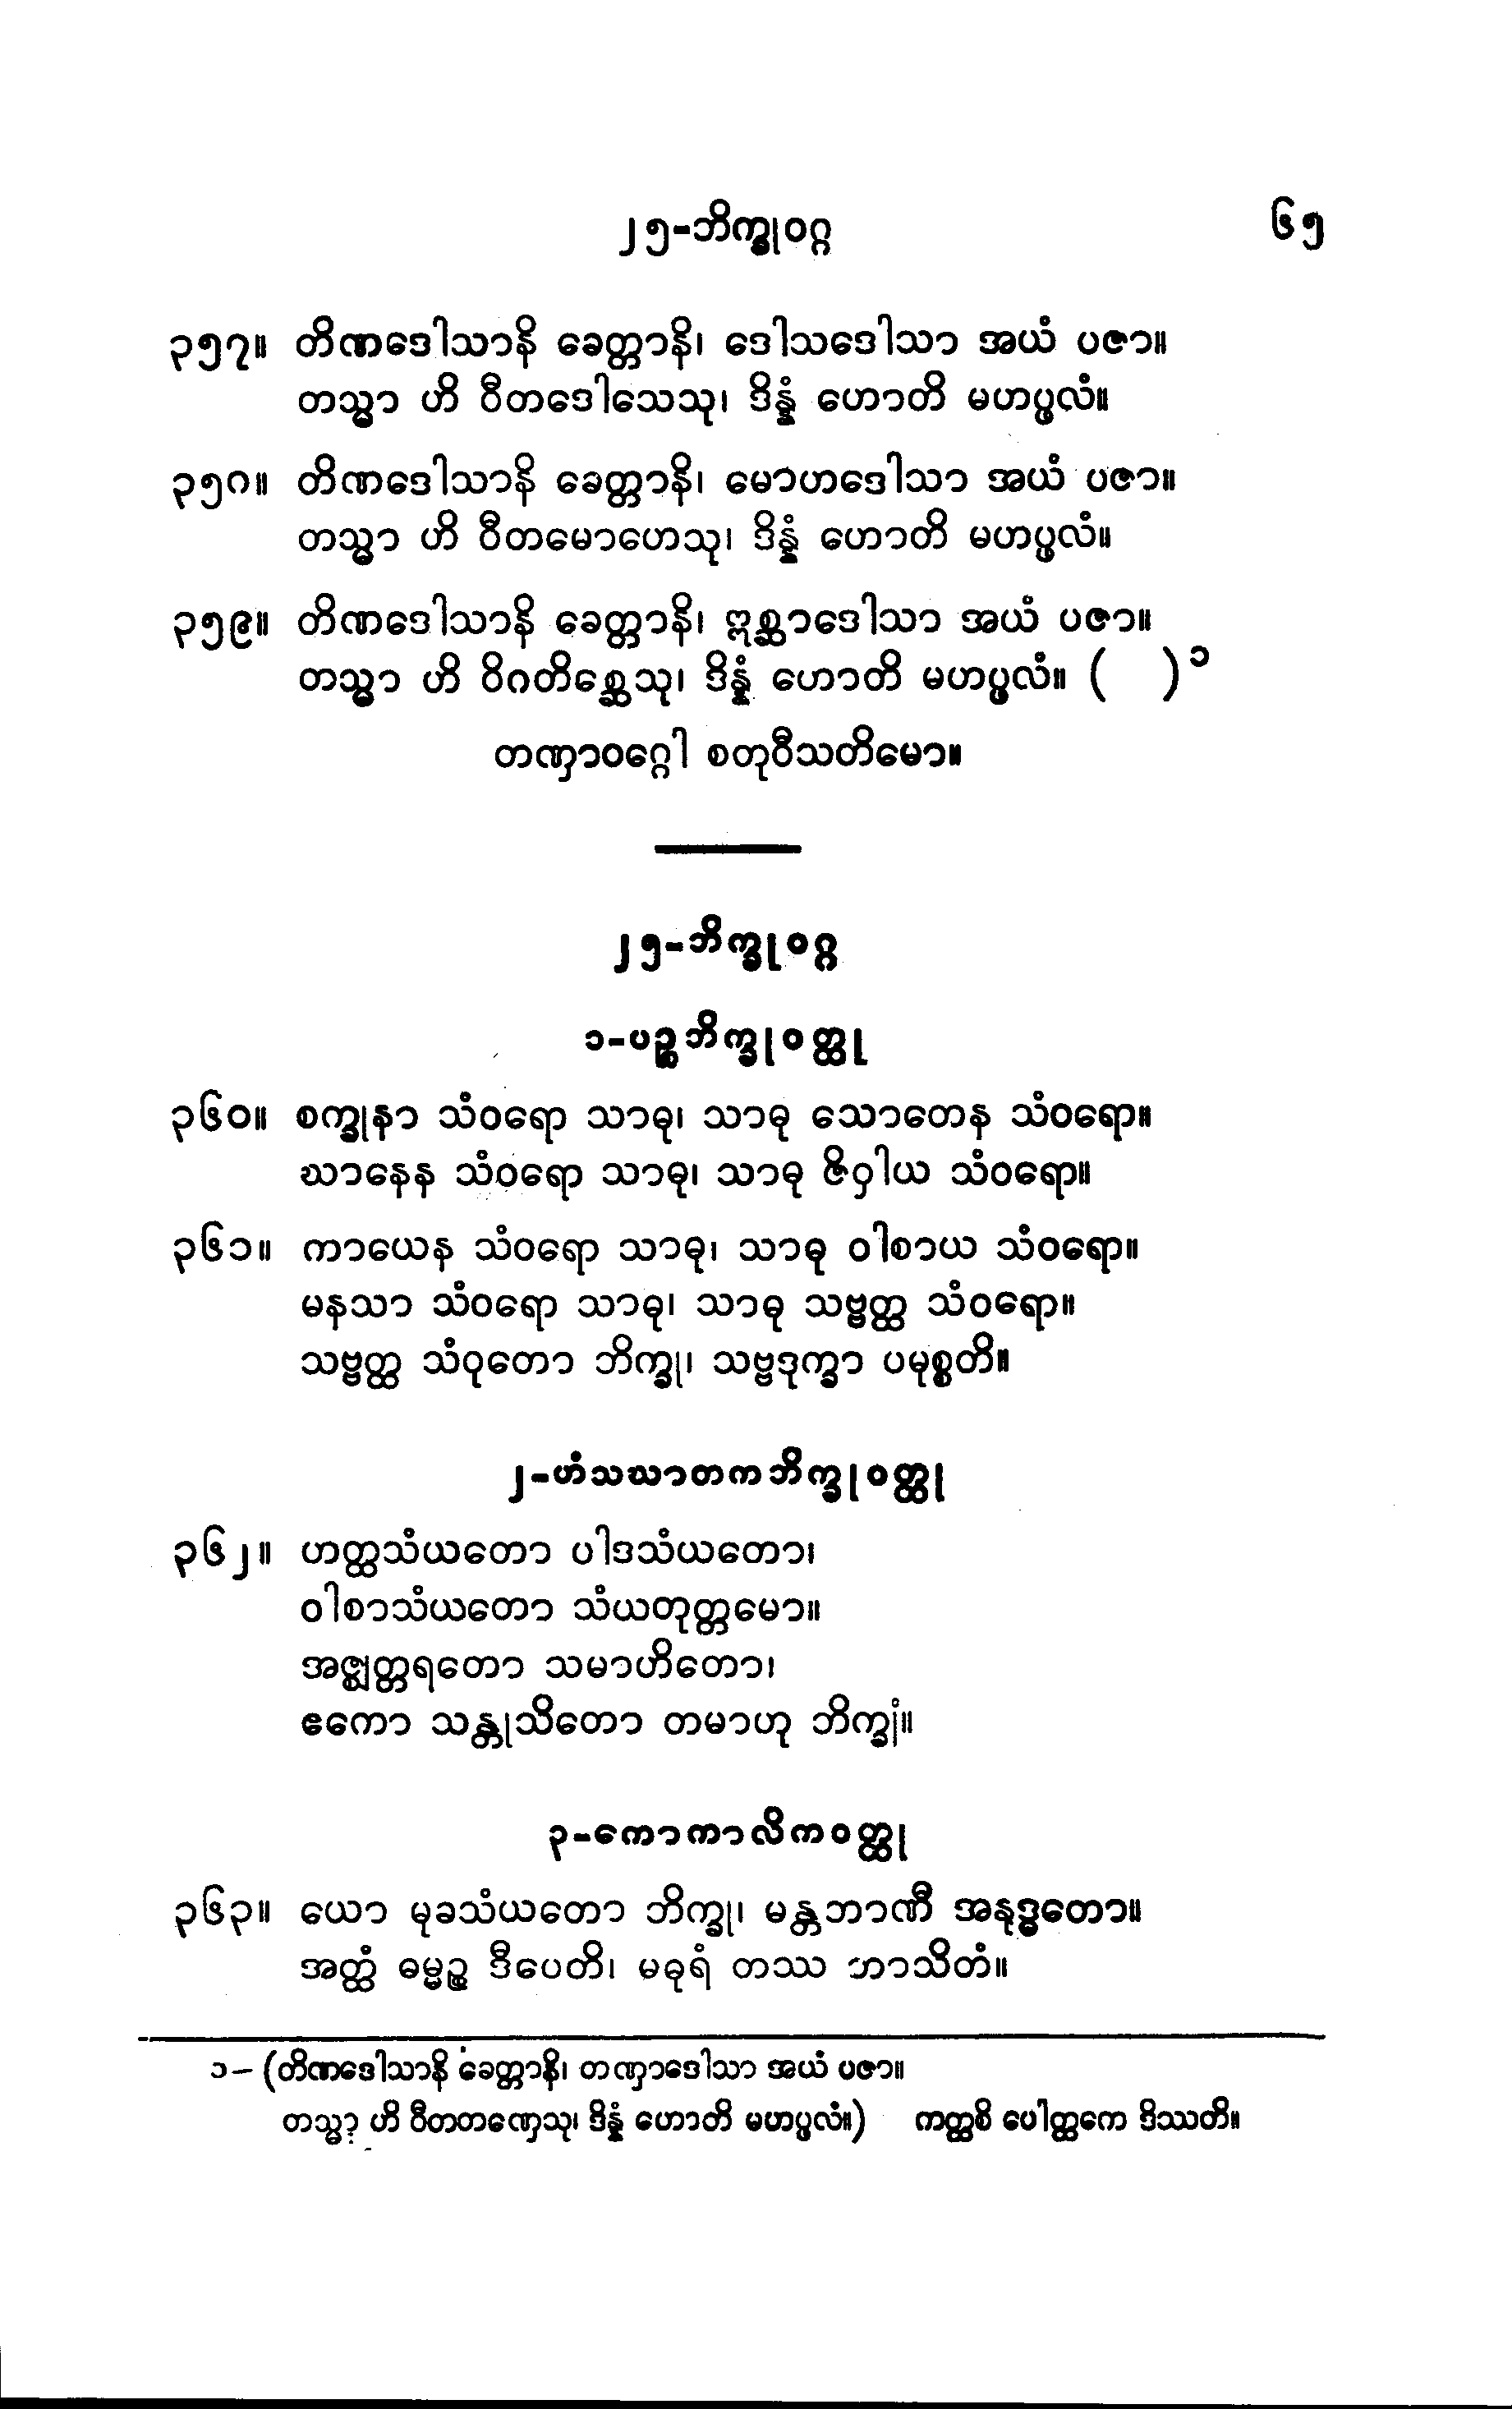 ၂၅-ဘိက္ခုဝဂ္ဂ ၆၅
၃၅၇။ တိဏဒေါသာနိ ခေတ္တာနိ၊ ဒေါသဒေါသာ အယံ ပဇာ။
တသ္မာ ဟိ ဝီတဒေါသေသု၊ ဒိန္နံ ဟောတိ မဟပ္ဖလံ။
၃၅၈။ တိဏဒေါသာနိ ခေတ္တာနိ၊ မောဟဒေါသာ အယံ ပဇာ။
တသ္မာ ဟိ ဝီတမောဟေသု၊ ဒိန္နံ ဟောတိ မဟပ္ဖလံ။
၃၅၉။ တိဏဒေါသာနိ ခေတ္တာနိ၊ ဣစ္ဆာဒေါသာ အယံ ပဇာ။
တသ္မာ ဟိ ဝိဂတိစ္ဆေသု၊ ဒိန္နံ ဟောတိ မဟပ္ဖလံ။ ( )၁
တဏှာဝဂ္ဂေါ စတုဝီသတိမော။
၂၅-ဘိက္ခုဝဂ္ဂ
၁-ပဉ္စဘိက္ခုဝတ္ထု
၃၆၀။ စက္ခုနာ သံဝရော သာဓု၊ သာဓု သောတေန သံဝရော။
ဃာနေန သံဝရော သာဓု၊ သာဓု ဇိဝှါယ သံဝရော။
၃၆၁။ ကာယေန သံဝရော သာဓု၊ သာဓု ဝါစာယ သံဝရော။
မနသာ သံဝရော သာဓု၊ သာဓု သဗ္ဗတ္ထ သံဝရော။
သဗ္ဗတ္ထ သံဝုတော ဘိက္ခု၊ သဗ္ဗဒုက္ခာ ပမုစ္စတိ။
၂-ဟံသဃာတကဘိက္ခုဝတ္ထု
၃၆၂။ ဟတ္ထသံယတော ပါဒသံယတော၊
ဝါစာသံယတော သံယတုတ္တမော။
အဇ္ဈတ္တရတော သမာဟိတော၊
ဧကော သန္တုသိတော တမာဟု ဘိက္ခုံ။
၃-ကောကာလိကဝတ္ထု
၃၆၃။ ယော မုခသံယတော ဘိက္ခု၊ မန္တဘာဏီ အနုဒ္ဓတော။
အတ္ထံ ဓမ္မဉ္စ ဒီပေတိ၊ မဓုရံ တဿ ဘာသိတံ။
၁– (တိဏဒေါသာနိ ခေတ္တာနိ၊ တဏှာဒေါသာ အယံ ပဇာ။
တသ္မာ ဟိ ဝီတတဏှေသု၊ ဒိန္နံ ဟောတိ မဟပ္ဖလံ။) ကတ္ထစိ ပေါတ္ထကေ ဒိဿတိ။